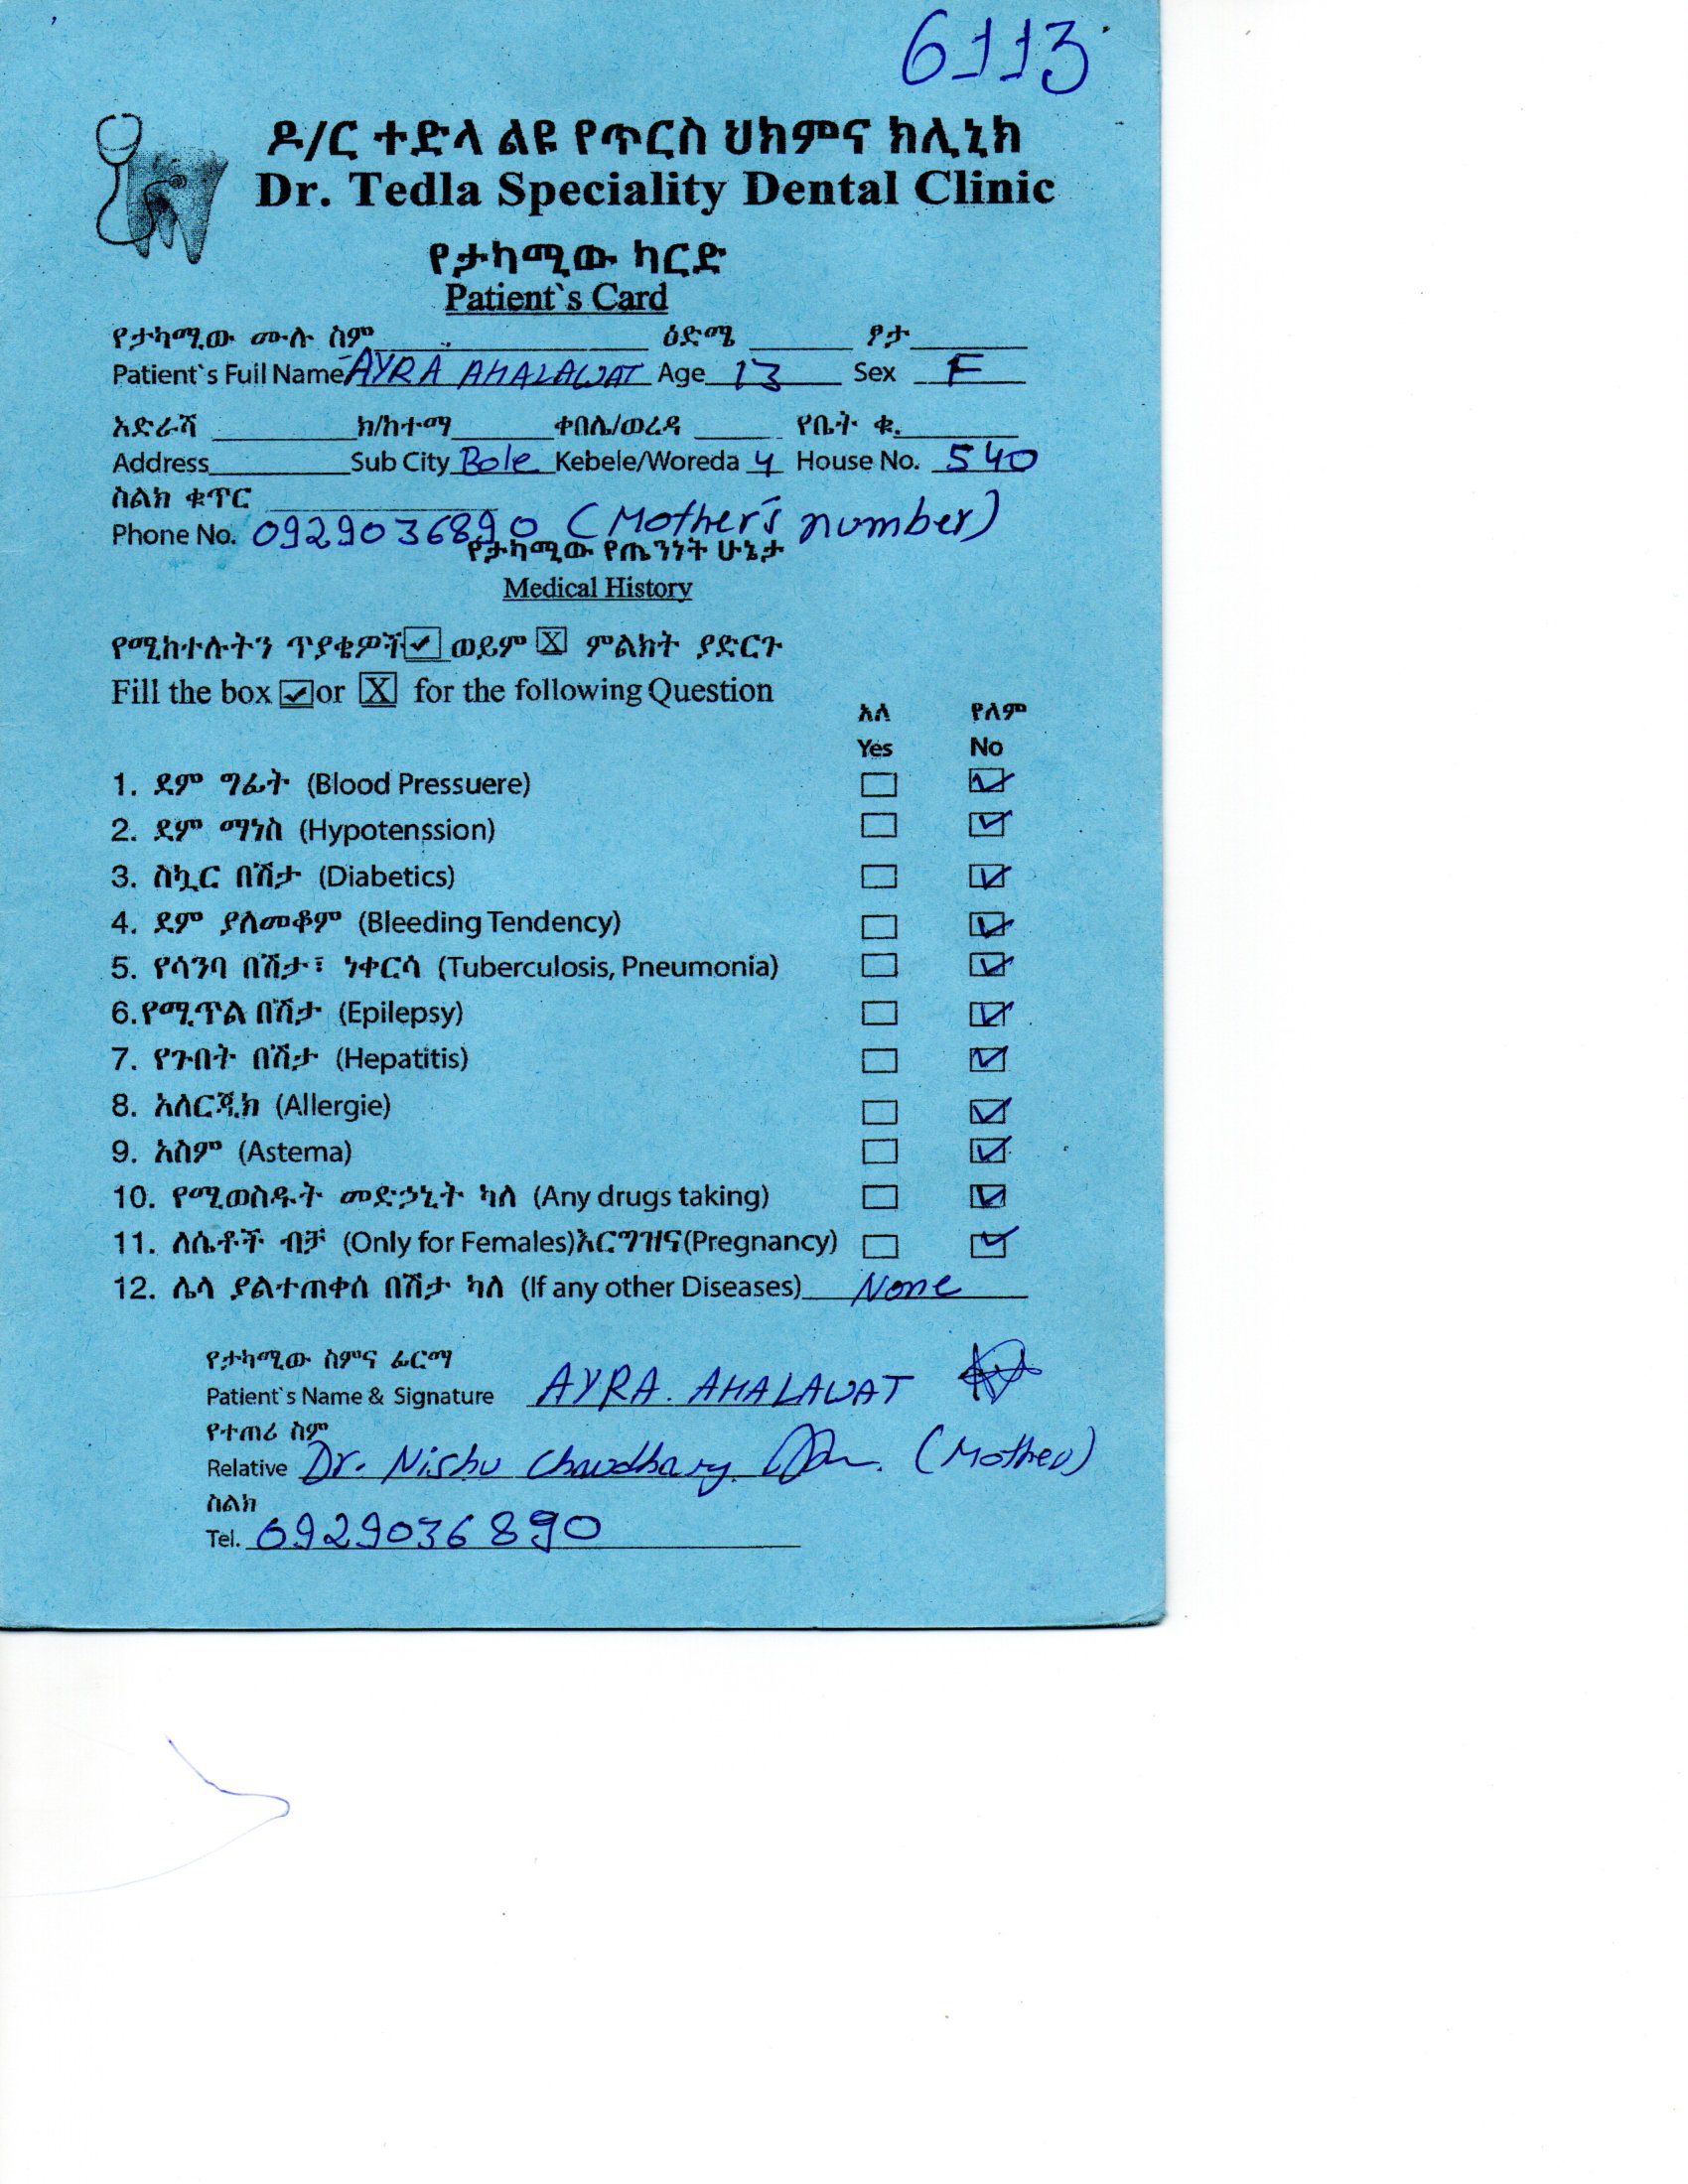 6113
ዶ/ር ተድላ ልዩ የጥርስ ህክምና ክሊኒክ
Dr. Tedla Speciality Dental Clinic
የታካሚው ካርድ
Patient`s Card
የታካሚው ሙሉ ስም ዕድሜ ፆታ
Patient`s Full Name AYRA AHALAWAT Age 13 Sex F
አድራሻ ክ/ከተማ ቀበሌ/ወረዳ የቤት ቁ.
Address Sub City Bole Kebele/Woreda 4 House No. 540
ስልክ ቁጥር
Phone No. 0929036890 (Mother's number)
የታካሚው የጤንነት ሁኔታ
Medical History
የሚከተሉትን ጥያቄዎች ✓ ወይም X ምልክት ያድርጉ
Fill the box ✓ or X for the following Question
አለ የለም
Yes No
1. ደም ግፊት (Blood Pressuere) ☐ ☑
2. ደም ማነስ (Hypotenssion) ☐ ☑
3. ስኳር በሽታ (Diabetics) ☐ ☑
4. ደም ያለመቆም (Bleeding Tendency) ☐ ☑
5. የሳንባ በሽታ፣ ነቀርሳ (Tuberculosis, Pneumonia) ☐ ☑
6.የሚጥል በሽታ (Epilepsy) ☐ ☑
7. የጉበት በሽታ (Hepatitis) ☐ ☑
8. አለርጂክ (Allergie) ☐ ☑
9. አስም (Astema) ☐ ☑
10. የሚወስዱት መድኃኒት ካለ (Any drugs taking) ☐ ☑
11. ለሴቶች ብቻ (Only for Females)እርግዝና(Pregnancy) ☐ ☑
12. ሌላ ያልተጠቀሰ በሽታ ካለ (If any other Diseases) None
የታካሚው ስምና ፊርማ
Patient`s Name & Signature AYRA. AHALAWAT
የተጠሪ ስም
Relative Dr. Nishu Chaudhary (Mother)
ስልክ
Tel. 0929036890